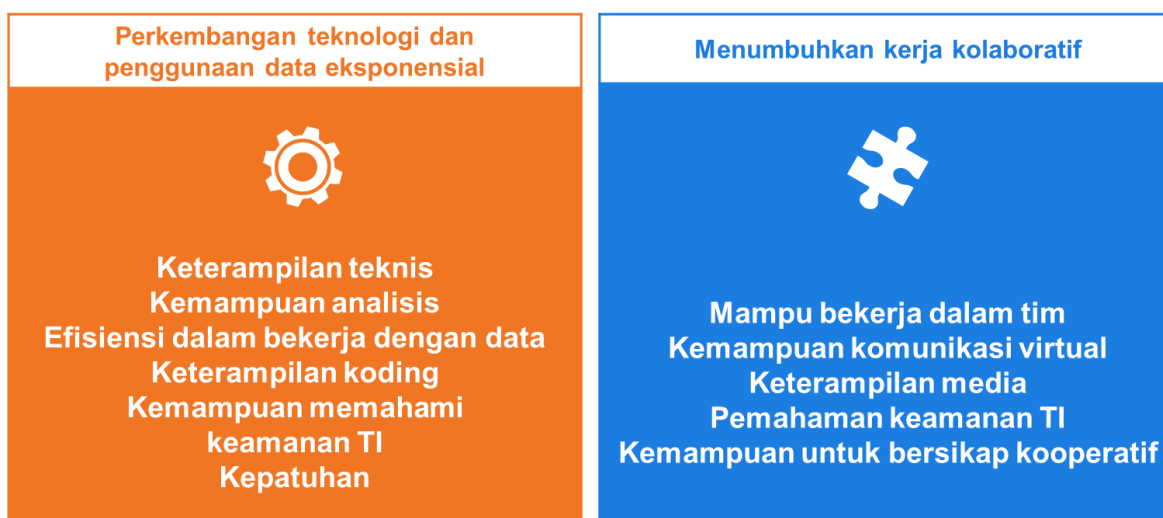 Perkembangan teknologi dan
penggunaan data eksponensial
Keterampilan teknis
Kemampuan analisis
Efisiensi dalam bekerja dengan data
Keterampilan koding
Kemampuan memahami
keamanan TI
Kepatuhan
Menumbuhkan kerja kolaboratif
Mampu bekerja dalam tim
Kemampuan komunikasi virtual
Keterampilan media
Pemahaman keamanan TI
Kemampuan untuk bersikap kooperatif